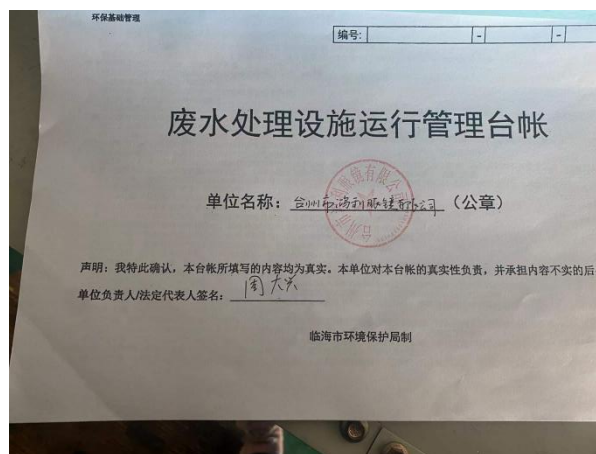 环保基础管理
编号: - -
废水处理设施运行管理台帐
单位名称: 台州市鸿利眼镜有限公司 (公章)
声明：我特此确认，本台帐所填写的内容均为真实。本单位对本台帐的真实性负责，并承担内容不实的后
单位负责人/法定代表人签名: 周
临海市环境保护局制